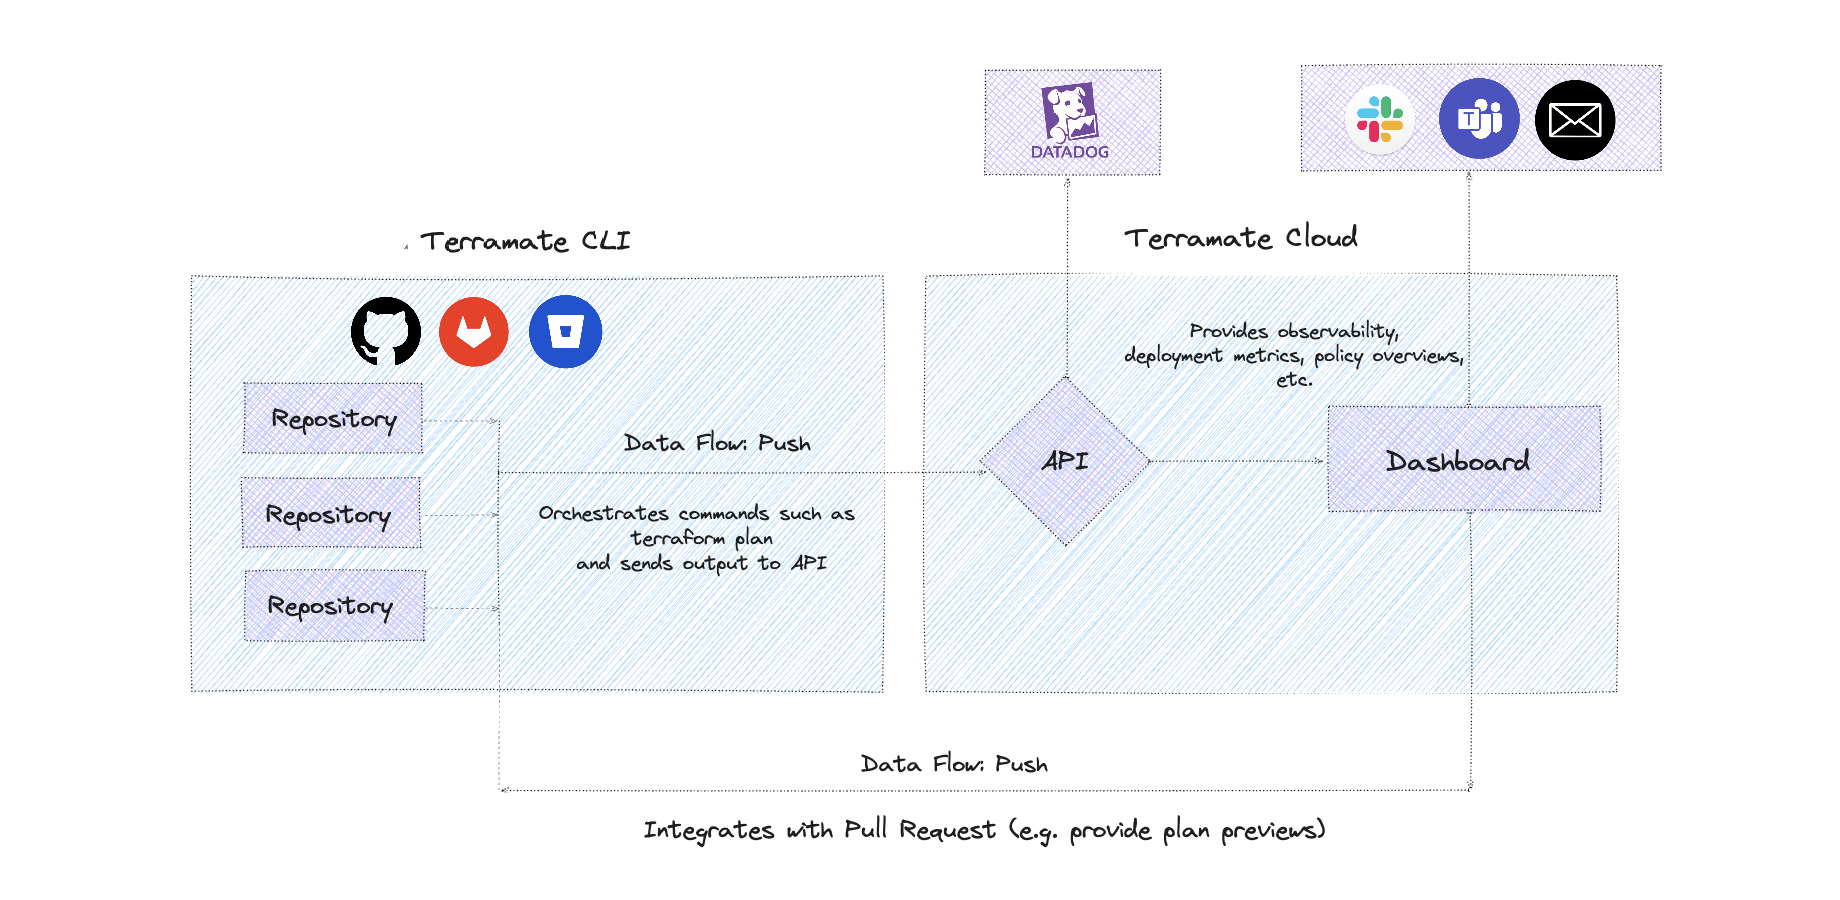 DATADOG
T
Terramate CLI
Terramate Cloud
Provides observability,
deployment metrics, policy overviews,
etc.
Repository
Data Flow: Push
API
Dashboard
Repository
Orchestrates commands such as
terraform plan
and sends output to API
Repository
Data Flow: Push
Integrates with Pull Request (e.g. provide plan previews)